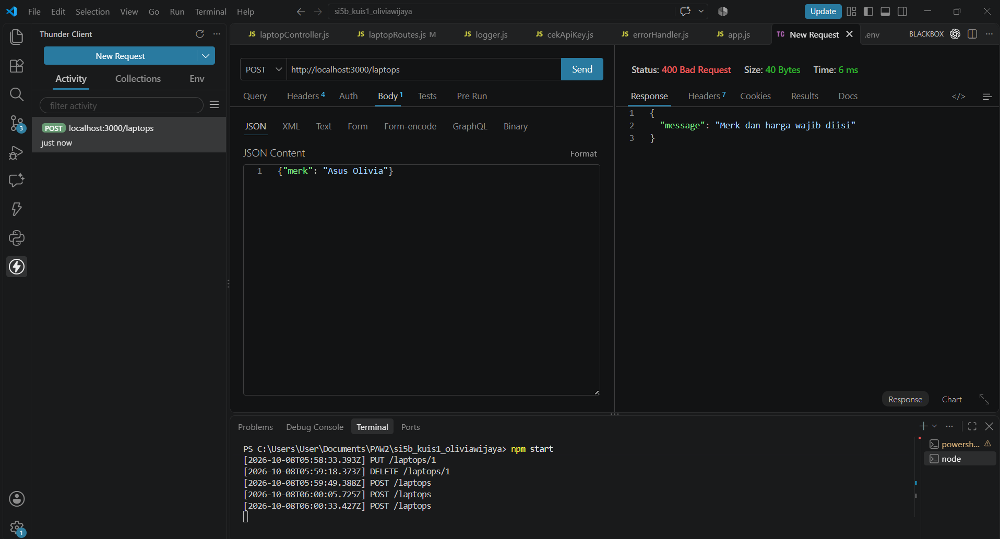 File Edit Selection View Go Run Terminal Help
si5b_kuis1_oliviawijaya
Update
Thunder Client
New Request
Activity Collections Env
filter activity
POST localhost:3000/laptops
just now
3
1
JS laptopController.js
JS laptopRoutes.js M
JS logger.js
JS cekApiKey.js
JS errorHandler.js
JS app.js
TC New Request
.env
BLACKBOX
POST http://localhost:3000/laptops Send
Query Headers 4 Auth Body 1 Tests Pre Run
JSON XML Text Form Form-encode GraphQL Binary
JSON Content Format
1 {"merk": "Asus Olivia"}
Status: 400 Bad Request Size: 40 Bytes Time: 6 ms
Response Headers 7 Cookies Results Docs </>
1 {
2 "message": "Merk dan harga wajib diisi"
3 }
Response Chart
Problems Debug Console Terminal Ports
PS C:\Users\User\Documents\PAW2\si5b_kuis1_oliviawijaya> npm start
[2026-10-08T05:58:33.393Z] PUT /laptops/1
[2026-10-08T05:59:18.373Z] DELETE /laptops/1
[2026-10-08T05:59:49.388Z] POST /laptops
[2026-10-08T06:00:05.725Z] POST /laptops
[2026-10-08T06:00:33.427Z] POST /laptops
powersh...
node